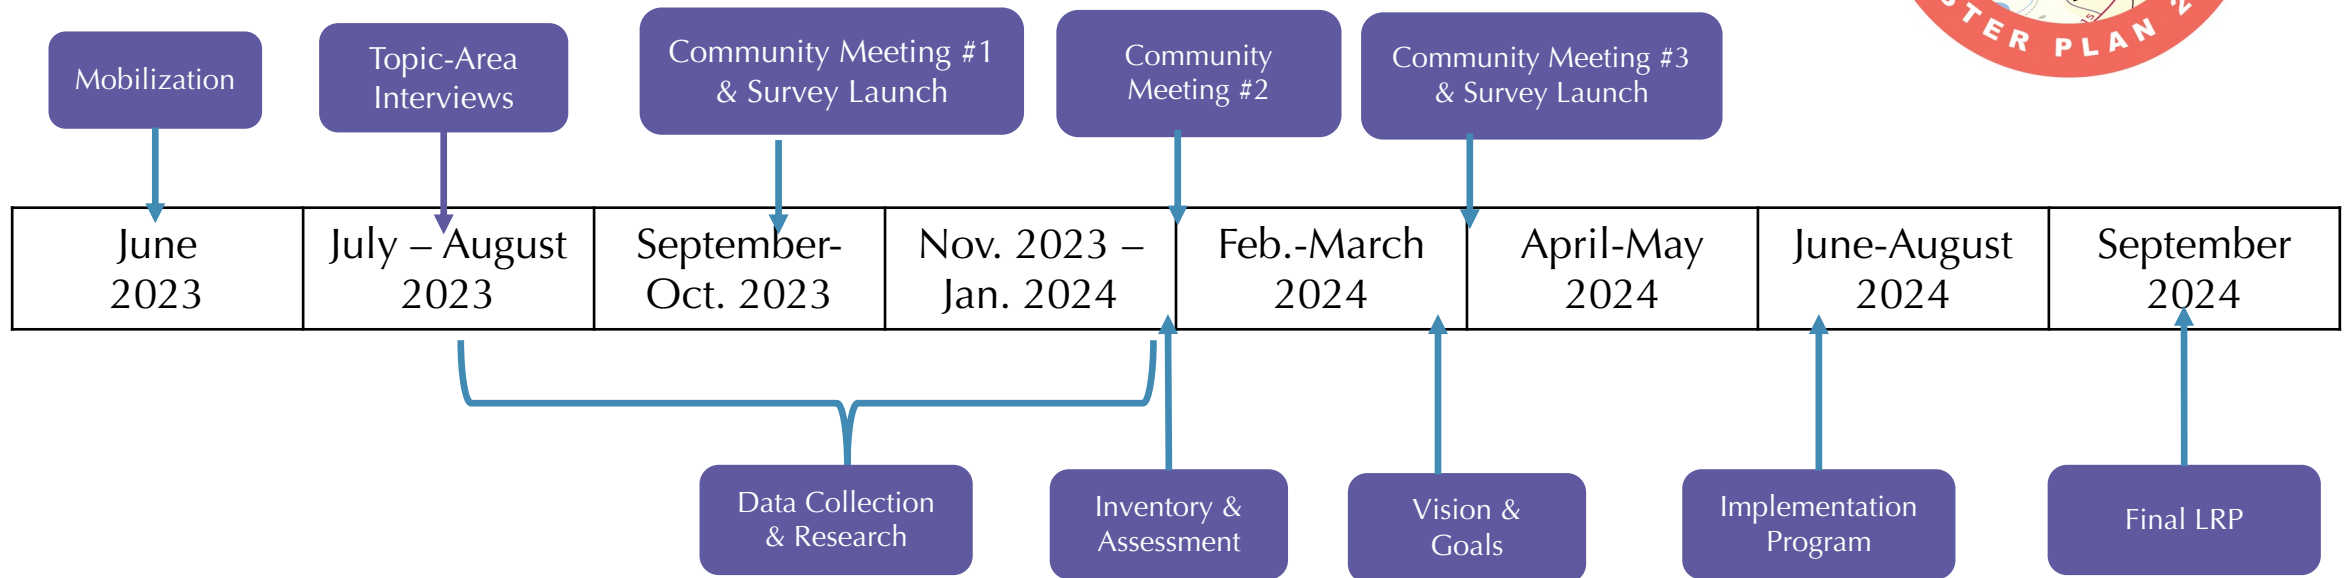 PLAN
Mobilization
Topic-Area
Interviews
Community Meeting #1
& Survey Launch
Community
Meeting #2
Community Meeting #3
& Survey Launch
June
2023
July – August
2023
September-
Oct. 2023
Nov. 2023 –
Jan. 2024
Feb.-March
2024
April-May
2024
June-August
2024
September
2024
Data Collection
& Research
Inventory &
Assessment
Vision &
Goals
Implementation
Program
Final LRP